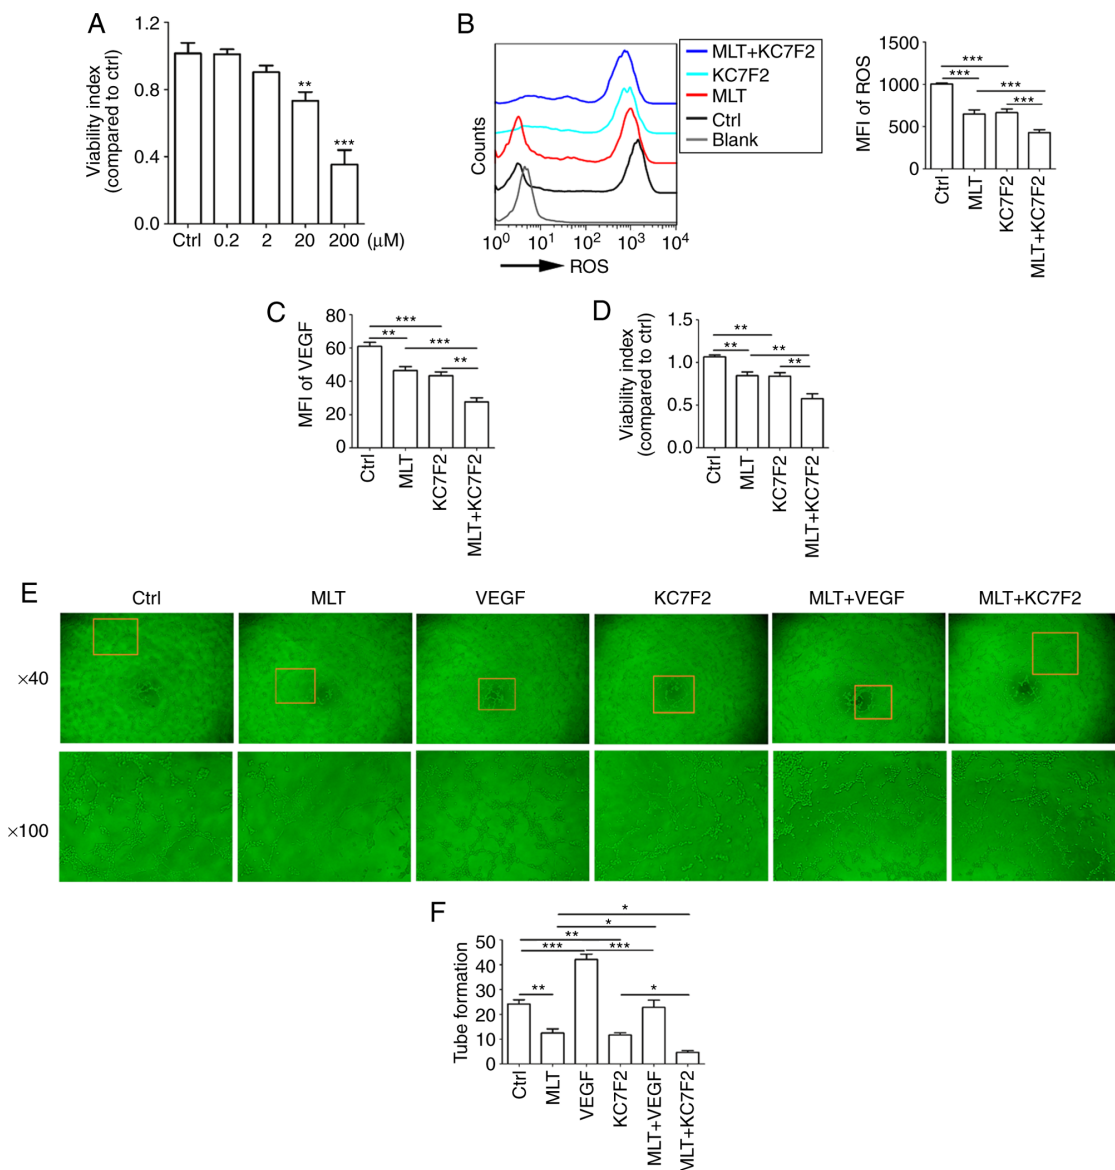 A
Viability index
(compared to ctrl)
1.2
0.8
0.4
0.0
**
***
Ctrl 0.2 2 20 200 (μM)
B
Counts
10⁰ 10¹ 10² 10³ 10⁴
ROS
MLT+KC7F2
KC7F2
MLT
Ctrl
Blank
MFI of ROS
1500
1000
500
0
***
***
***
***
Ctrl
MLT
KC7F2
MLT+KC7F2
C
MFI of VEGF
80
60
40
20
0
***
**
***
**
Ctrl
MLT
KC7F2
MLT+KC7F2
D
Viability index
(compared to ctrl)
1.5
1.0
0.5
0.0
**
**
**
**
Ctrl
MLT
KC7F2
MLT+KC7F2
E
Ctrl MLT VEGF KC7F2 MLT+VEGF MLT+KC7F2
×40
×100
F
Tube formation
50
40
30
20
10
0
*
*
**
*** ***
** *
Ctrl
MLT
VEGF
KC7F2
MLT+VEGF
MLT+KC7F2